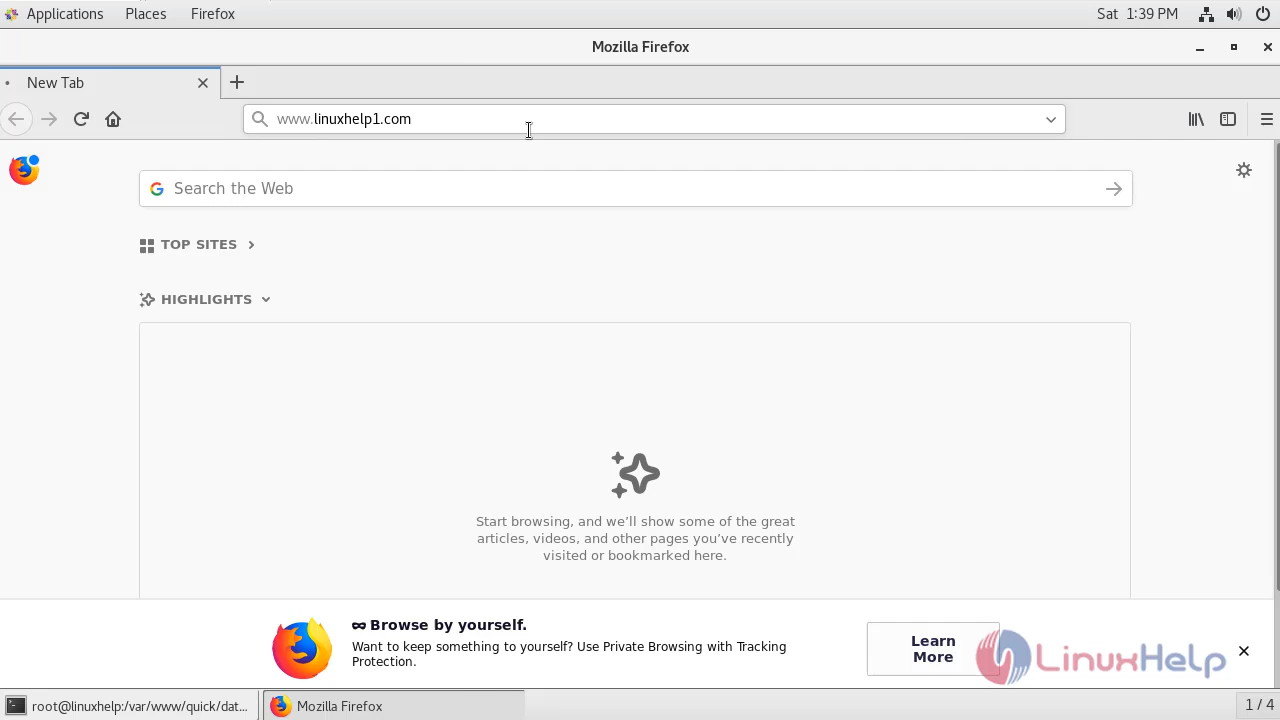 Applications Places Firefox Sat 1:39 PM
Mozilla Firefox
New Tab
www.linuxhelp1.com
Search the Web
TOP SITES
HIGHLIGHTS
Start browsing, and we’ll show some of the great
articles, videos, and other pages you’ve recently
visited or bookmarked here.
Browse by yourself.
Want to keep something to yourself? Use Private Browsing with Tracking
Protection.
Learn
More
LinuxHelp
root@linuxhelp:/var/www/quick/dat...
Mozilla Firefox
1 / 4